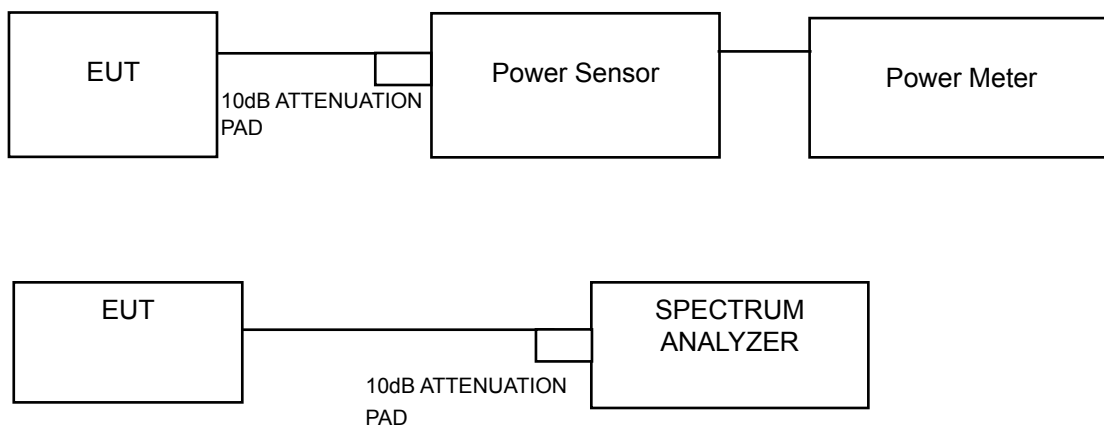 EUT
10dB ATTENUATION
PAD
Power Sensor
Power Meter
EUT
10dB ATTENUATION
PAD
SPECTRUM
ANALYZER